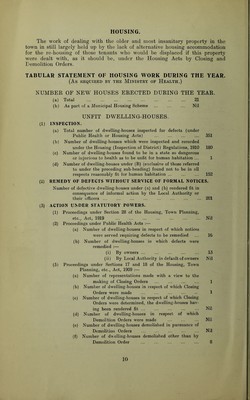 HOUSING.
The work of dealing with the older and most insanitary property in the
town is still largely held up by the lack of alternative housing accommodation
for the re-housing of those tenants who would be displaced if this property
were dealt with, as it should be, under the Housing Acts by Closing and
Demolition Orders.
TABULAR STATEMENT OF HOUSING WORK DURING THE YEAR.
(As required by the Ministry of Health.)
NUMBER OF NEW HOUSES ERECTED DURING THE YEAR.
(a) Total ... 21
(b) As part of a Municipal Housing Scheme ... Nil
UNFIT DWELLING-HOUSES.
(1) INSPECTION.
(a) Total number of dwelling-houses inspected for defects (under
Public Health or Housing Acts) ...
(b) Number of dwelling-houses which were inspected and recorded
under the Housing (Inspection of District) Regulations, 1910
(c) Number of dwelling-houses found to be in a state so dangerous
or injurious to health as to be unfit for human habitation ...
(d) Number of dwelling-houses under (b) (exclusive of those referred
to under the preceding sub-heading) found not to be in all
respects reasonably fit for human habitation ...
(2) REMEDY OF DEFECTS WITHOUT SERVICE OF FORMAL NOTICES.
Number of defective dwelling-houses under (a) and (b) rendered fit in
consequence of informal action by the Local Authority or
their officers ...
(3) ACTION UNDER STATUTORY POWERS.
(1) Proceedings under Section 28 of the Housing, Town Planning,
etc., Act, 1919 ... Nil
(2) Proceedings under Public Health Acts —
(a) Number of dwelling-houses in respect of which notices
were served requiring defects to be remedied ...
(b) Number of dwelling-houses in which defects were
remedied —
(i) By owners ...
(ii) By Local Authority in default of owners Nil
(3) Proceedings under Sections 17 and 18 of the Housing, Town
Planning, etc., Act, 1909 —
(a) Number of representations made with a view to the
making of Closing Orders
(b) Number of dwelling-houses in respect of which Closing
Orders were made
(c) Number of dwelling-houses in respect of which Closing
Orders were determined, the dwelling-houses hav-
ing been rendered fit ... Nil
(d) Number of dwelling-houses in respect of which
Demolition Orders were made Nil
(e) Number of dwelling-houses demolished in pursuance of
Demolition Orders Nil
(f) Number of dwelling-houses demolished other than by
Demolition Order ...
10